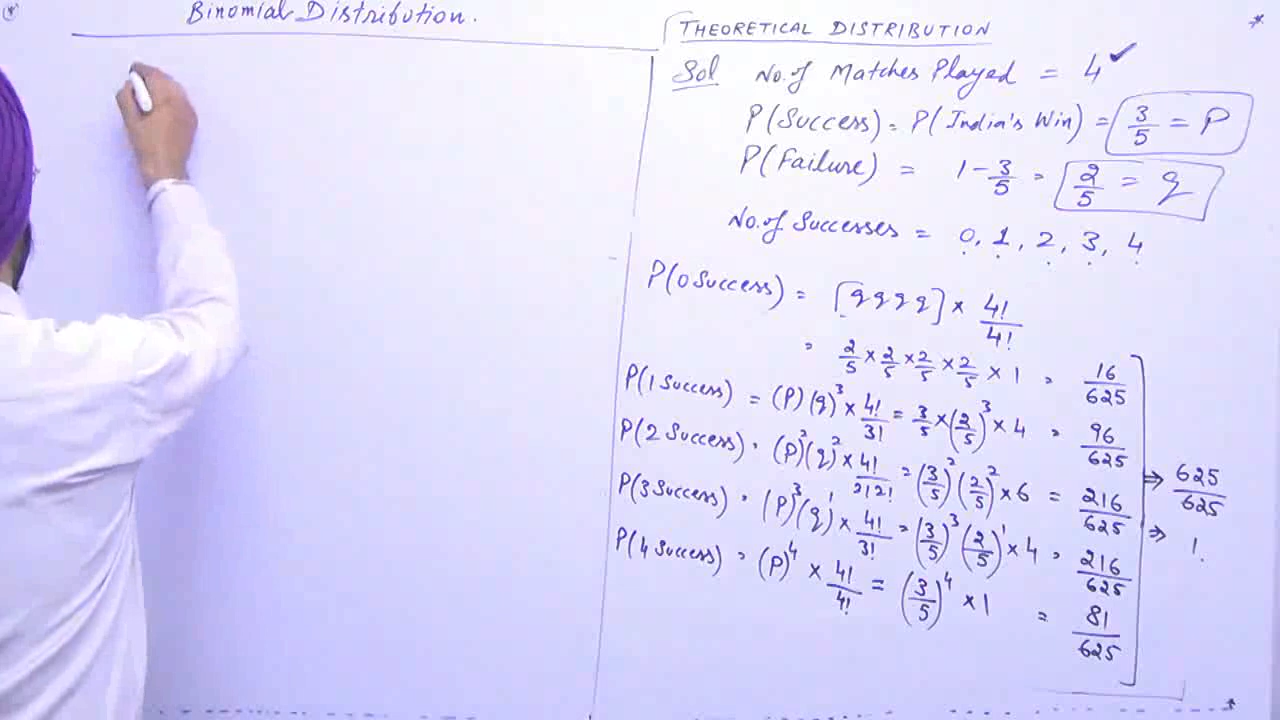 Binomial Distribution.
THEORETICAL DISTRIBUTION
Sol No. of Matches Played = 4 ✓
P(Success) = P(India's Win) = 3/5 = P
P(Failure) = 1 - 3/5 = 2/5 = q
No. of Successes = 0, 1, 2, 3, 4
P(0 Success) = [q q q q] × 4!/4!
= 2/5 × 2/5 × 2/5 × 2/5 × 1 = 16/625
P(1 Success) = (P) (q)³ × 4!/3! = 3/5 × (2/5)³ × 4 = 96/625
P(2 Success) = (P)²(q)² × 4!/2!2! = (3/5)² (2/5)² × 6 = 216/625
P(3 Success) = (P)³(q)¹ × 4!/3! = (3/5)³ (2/5)¹ × 4 = 216/625
P(4 Success) = (P)⁴ × 4!/4! = (3/5)⁴ × 1 = 81/625
⇒ 625/625
⇒ 1.